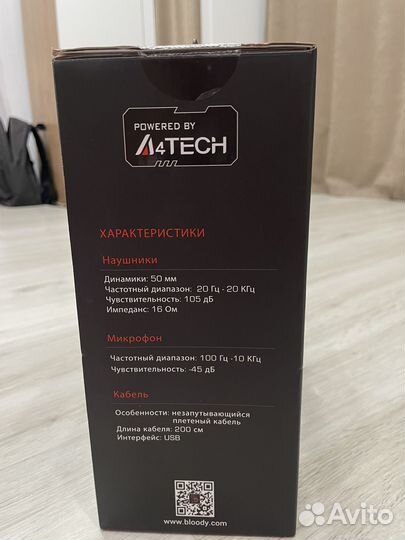 POWERED BY
A4TECH
ХАРАКТЕРИСТИКИ
Наушники
Динамики: 50 мм
Частотный диапазон: 20 Гц - 20 КГц
Чувствительность: 105 дБ
Импеданс: 16 Ом
Микрофон
Частотный диапазон: 100 Гц -10 КГц
Чувствительность: -45 дБ
Кабель
Особенности: незапутывающийся
плетеный кабель
Длина кабеля: 200 см
Интерфейс: USB
www.bloody.com
Avito